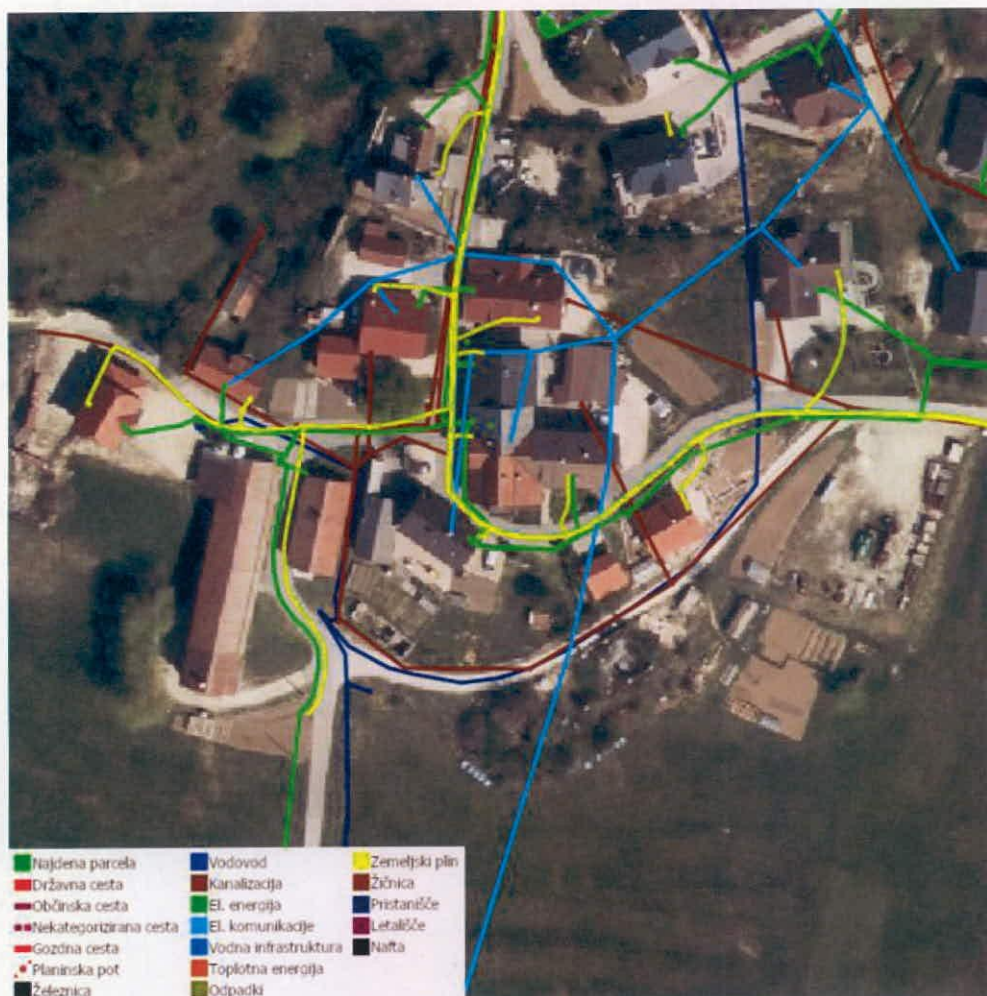 Najdena parcela
Državna cesta
Občinska cesta
Nekategorizirana cesta
Gozdna cesta
Planinska pot
Železnica
Vodovod
Kanalizacija
El. energija
El. komunikacije
Vodna infrastruktura
Toplotna energija
Odpadki
Zemeljski plin
Žičnica
Pristanišče
Letališče
Nafta